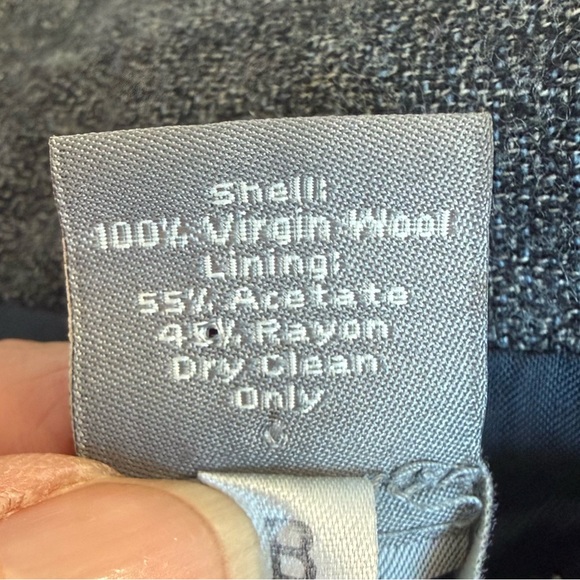 Shell:
100% Virgin Wool
Lining:
55% Acetate
45% Rayon
Dry Clean
Only